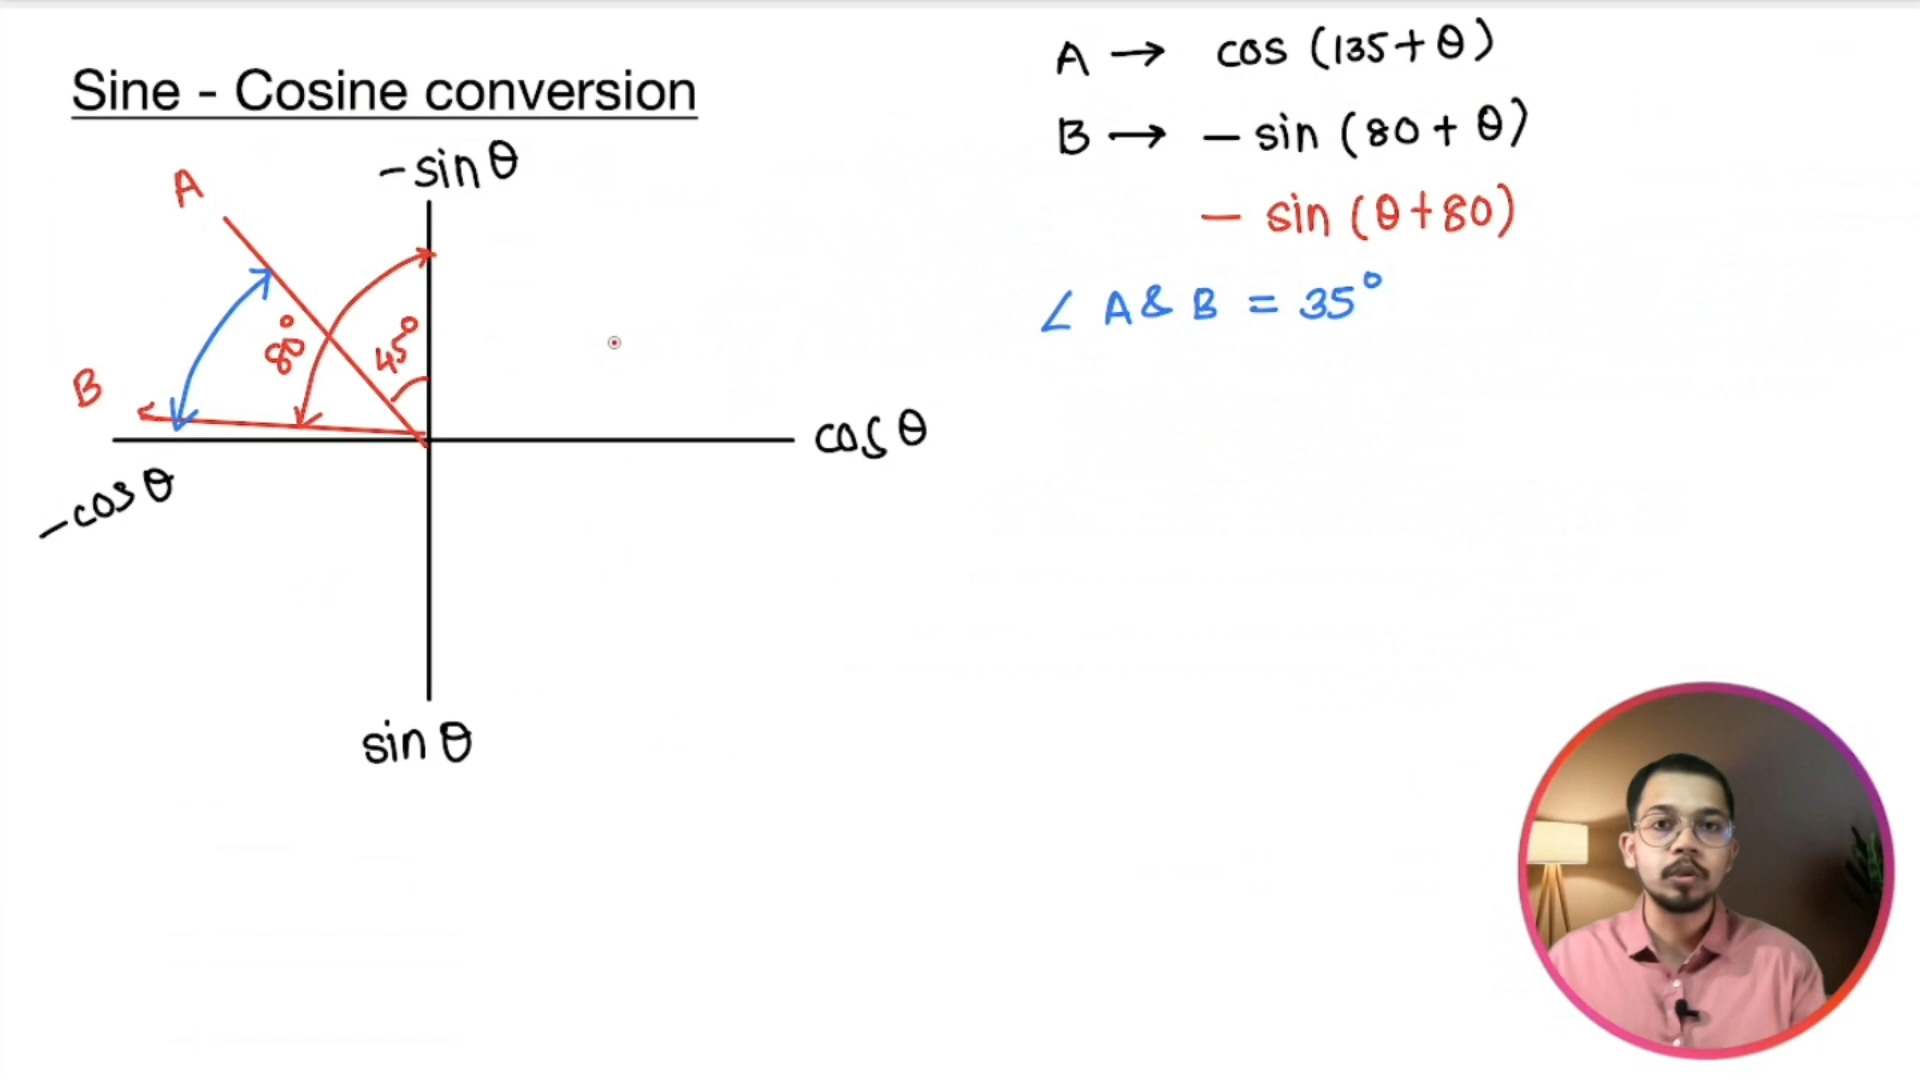 Sine - Cosine conversion
A → cos (135 + θ)
B → - sin (80 + θ)
- sin (θ + 80)
∠ A & B = 35°
- sin θ
A
80°
45°
B
cos θ
- cos θ
sin θ